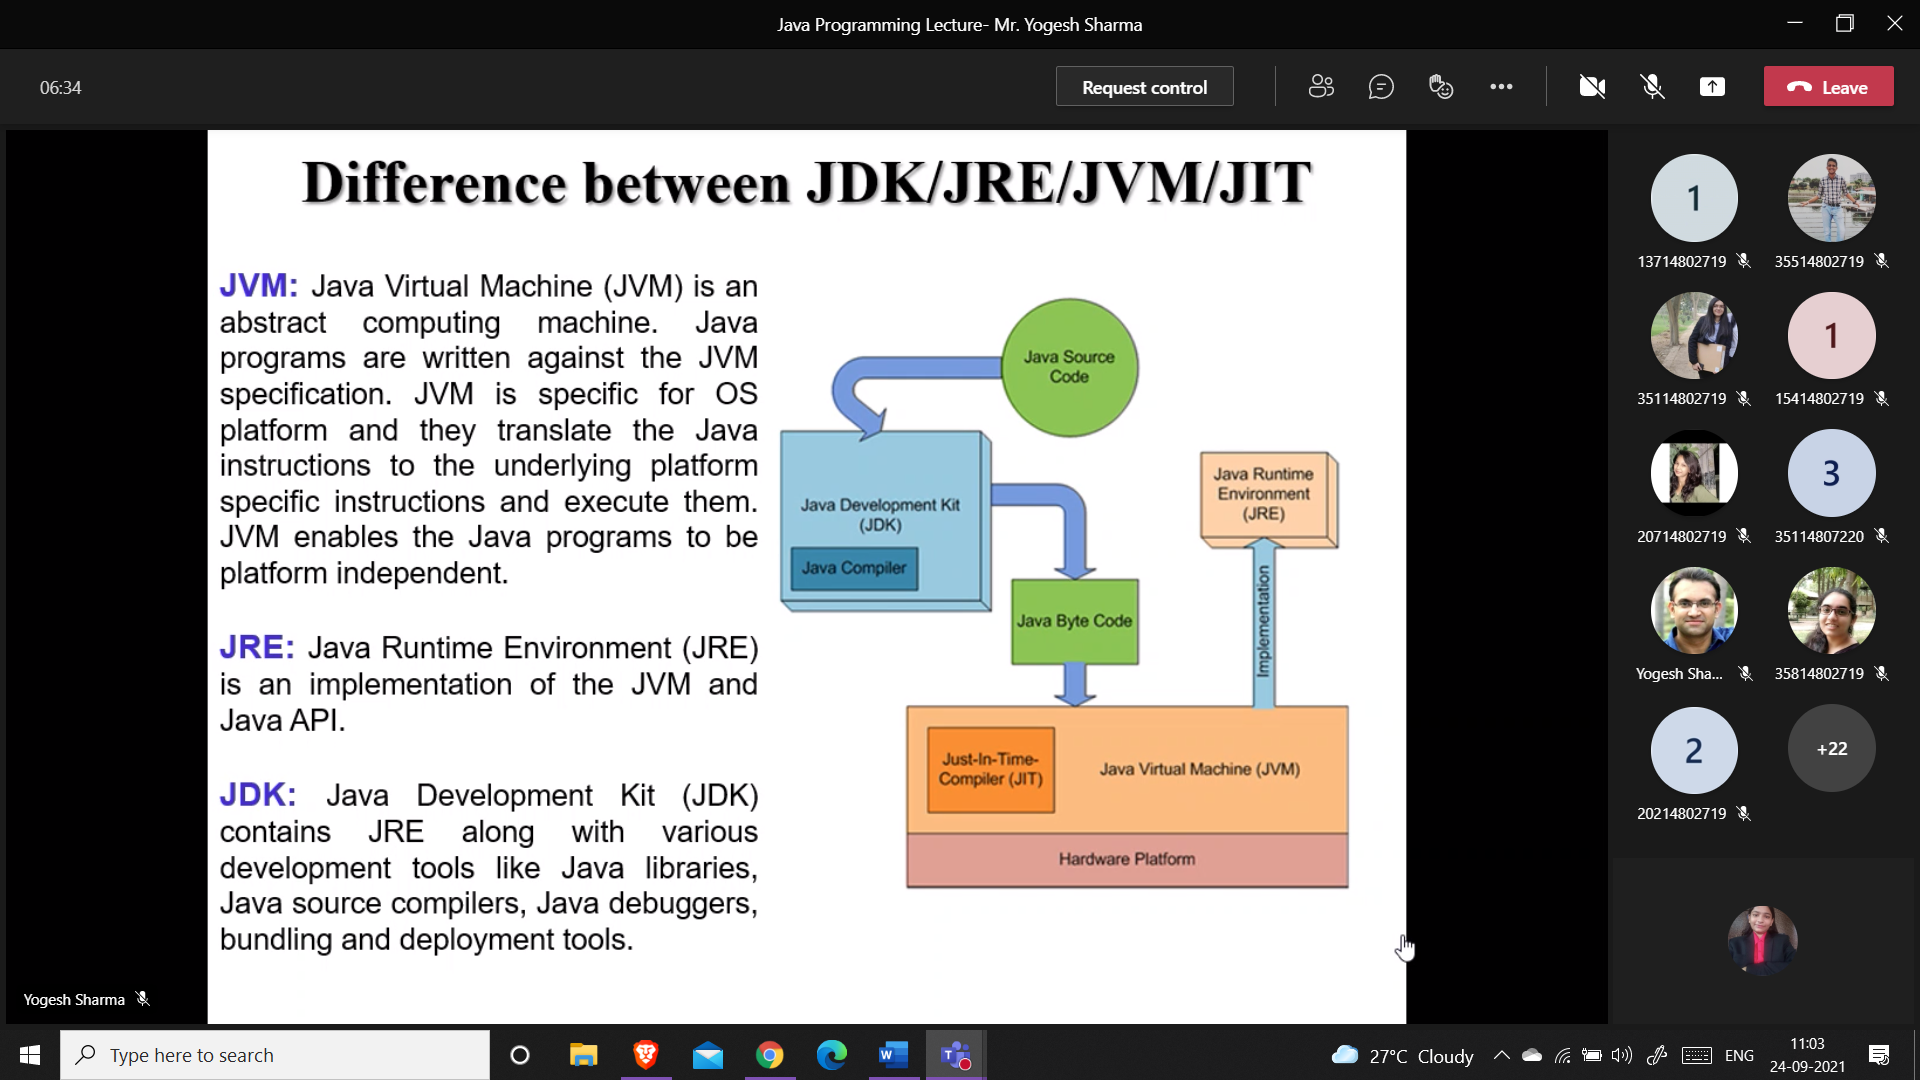 Java Programming Lecture- Mr. Yogesh Sharma
06:34
Request control
Leave
Difference between JDK/JRE/JVM/JIT
JVM: Java Virtual Machine (JVM) is an
abstract computing machine. Java
programs are written against the JVM
specification. JVM is specific for OS
platform and they translate the Java
instructions to the underlying platform
specific instructions and execute them.
JVM enables the Java programs to be
platform independent.
JRE: Java Runtime Environment (JRE)
is an implementation of the JVM and
Java API.
JDK: Java Development Kit (JDK)
contains JRE along with various
development tools like Java libraries,
Java source compilers, Java debuggers,
bundling and deployment tools.
Java Source
Code
Java Development Kit
(JDK)
Java Compiler
Java Byte Code
Java Runtime
Environment
(JRE)
Implementation
Just-In-Time-
Compiler (JIT)
Java Virtual Machine (JVM)
Hardware Platform
Yogesh Sharma
1
13714802719
35514802719
35114802719
1
15414802719
20714802719
3
35114807220
Yogesh Sha...
35814802719
2
20214802719
+22
Type here to search
W
T
27°C Cloudy
ENG
11:03
24-09-2021